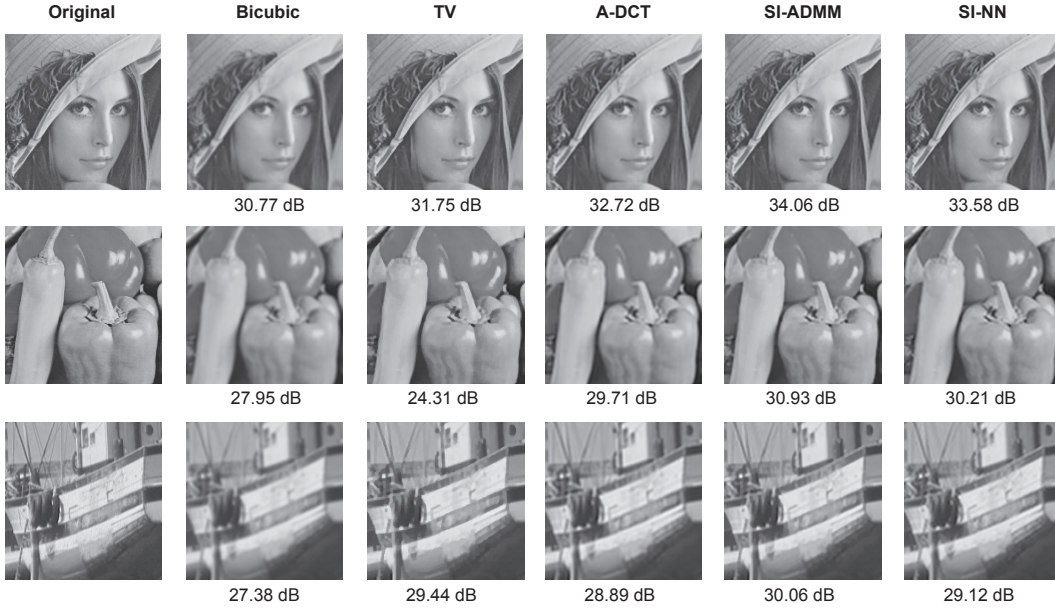 Original Bicubic TV A-DCT SI-ADMM SI-NN
30.77 dB 31.75 dB 32.72 dB 34.06 dB 33.58 dB
27.95 dB 24.31 dB 29.71 dB 30.93 dB 30.21 dB
27.38 dB 29.44 dB 28.89 dB 30.06 dB 29.12 dB